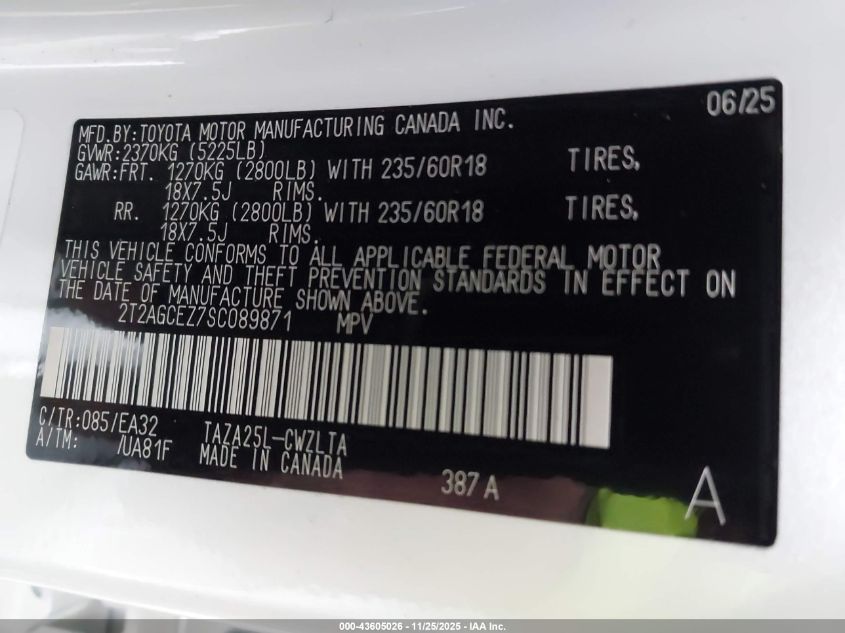 06/25
MFD.BY:TOYOTA MOTOR MANUFACTURING CANADA INC.
GVWR:2370KG (5225LB)
GAWR:FRT. 1270KG (2800LB) WITH 235/60R18 TIRES,
18X7.5J RIMS.
RR. 1270KG (2800LB) WITH 235/60R18 TIRES,
18X7.5J RIMS.
THIS VEHICLE CONFORMS TO ALL APPLICABLE FEDERAL MOTOR
VEHICLE SAFETY AND THEFT PREVENTION STANDARDS IN EFFECT ON
THE DATE OF MANUFACTURE SHOWN ABOVE.
2T2AGCEZ7SC089871 MPV
C/TR:085/EA32 TAZA25L-CWZLTA
A/TM: /UA81F MADE IN CANADA
387A
A
000-43605026 - 11/25/2025 - IAA Inc.